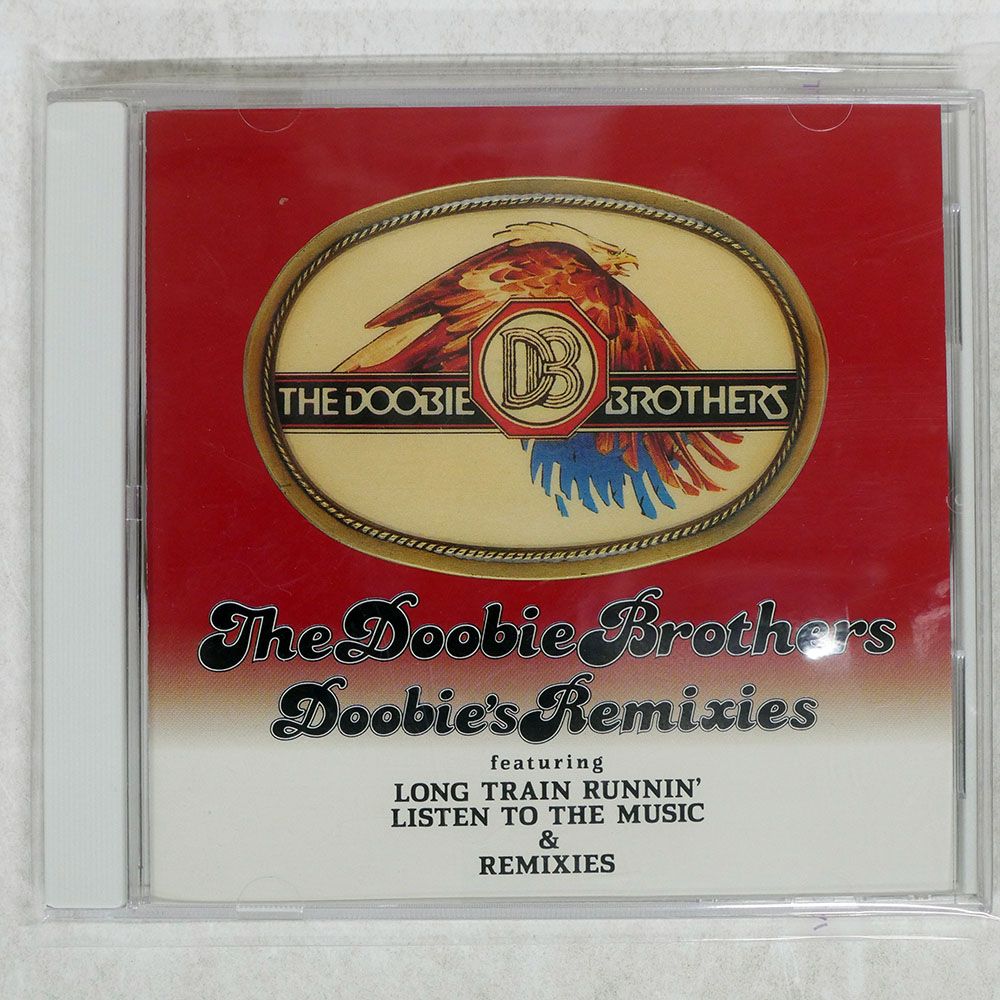 THE DOOBIE DB BROTHERS
The Doobie Brothers
Doobie's Remixies
featuring
LONG TRAIN RUNNIN'
LISTEN TO THE MUSIC
&
REMIXIES